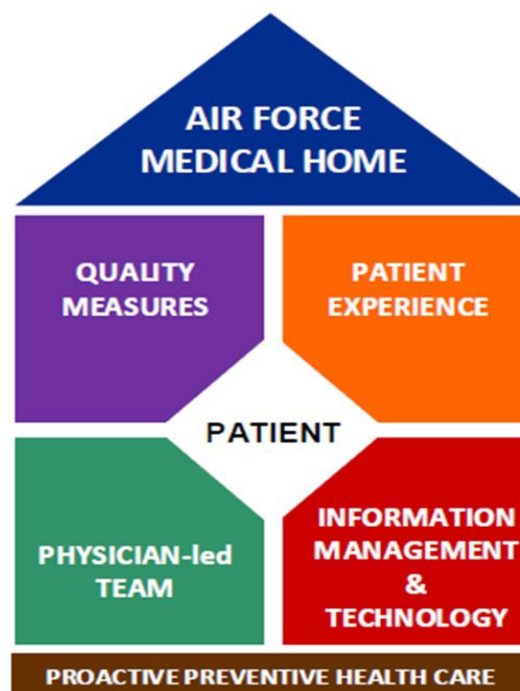 AIR FORCE
MEDICAL HOME
QUALITY
MEASURES
PATIENT
EXPERIENCE
PATIENT
PHYSICIAN-led
TEAM
INFORMATION
MANAGEMENT
&
TECHNOLOGY
PROACTIVE PREVENTIVE HEALTH CARE